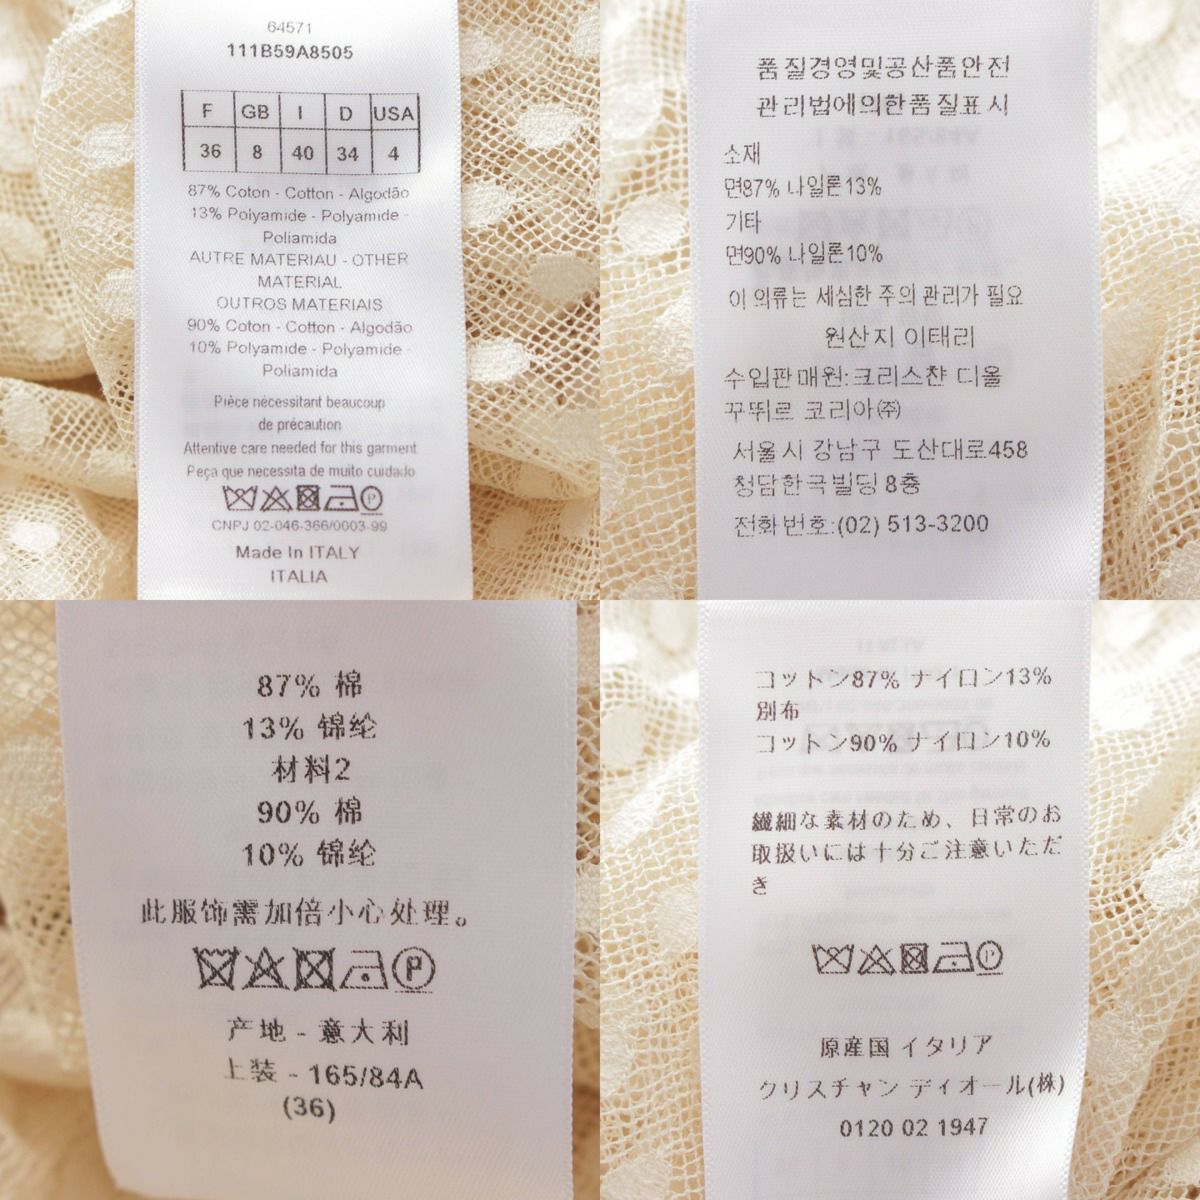 64571
111B59A8505
F GB I D USA
36 8 40 34 4
87% Coton - Cotton - Algodão
13% Polyamide - Polyamide -
Poliamida
AUTRE MATERIAU - OTHER
MATERIAL
OUTROS MATERIAIS
90% Coton - Cotton - Algodão
10% Polyamide - Polyamide -
Poliamida
Pièce nécessitant beaucoup
de précaution
Attentive care needed for this garment
Peça que necessita de muito cuidado
P
CNPJ 02-046-366/0003-99
Made In ITALY
ITALIA
품질경영및공산품안전
관리법에의한품질표시
소재
면87% 나일론13%
기타
면90% 나일론10%
이 의류는 세심한 주의 관리가 필요
원산지 이태리
수입판매원:크리스챤 디올
꾸뛰르 코리아㈜
서울시 강남구 도산대로458
청담한국빌딩 8층
전화번호:(02) 513-3200
87% 棉
13% 锦纶
材料2
90% 棉
10% 锦纶
此服饰需加倍小心处理。
P
产地 - 意大利
上装 - 165/84A
(36)
コットン87% ナイロン13%
別布
コットン90% ナイロン10%
繊細な素材のため、日常のお
取扱いには十分ご注意いただ
き
P
原産国 イタリア
クリスチャン ディオール(株)
0120 02 1947